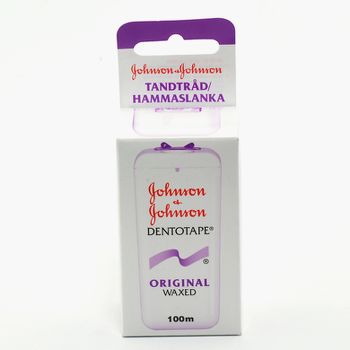 Johnson & Johnson
TANDTRÅD/
HAMMASLANKA
Johnson
&
Johnson
DENTOTAPE®
®
ORIGINAL
WAXED
100m